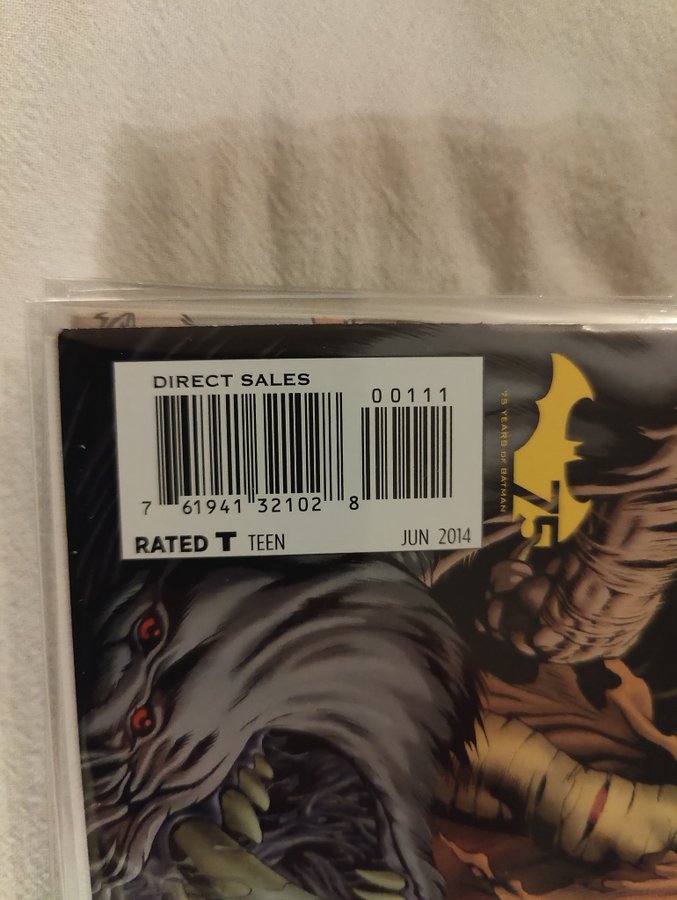 DIRECT SALES
00111
7 61941 32102 8
RATED T TEEN
JUN 2014
75 YEARS OF BATMAN
75